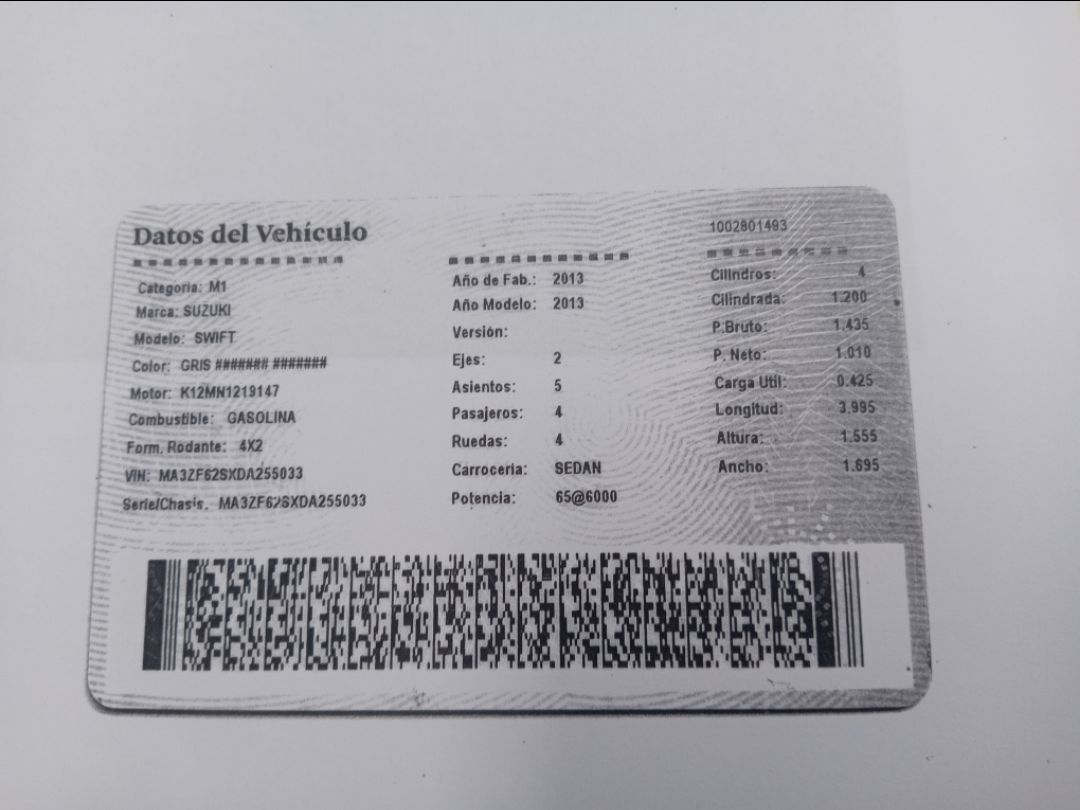 Datos del Vehículo
Categoria: M1
Marca: SUZUKI
Modelo: SWIFT
Color: GRIS ####### #######
Motor: K12MN1219147
Combustible: GASOLINA
Form. Rodante: 4X2
VIN: MA3ZF62SXDA255033
Serie/Chasis. MA3ZF62SXDA255033
Año de Fab.: 2013
Año Modelo: 2013
Versión:
Ejes: 2
Asientos: 5
Pasajeros: 4
Ruedas: 4
Carroceria: SEDAN
Potencia: 65@6000
1002801493
Cilindros: 4
Cilindrada: 1.200
P.Bruto: 1.435
P. Neto: 1.010
Carga Util: 0.425
Longitud: 3.995
Altura: 1.555
Ancho: 1.695